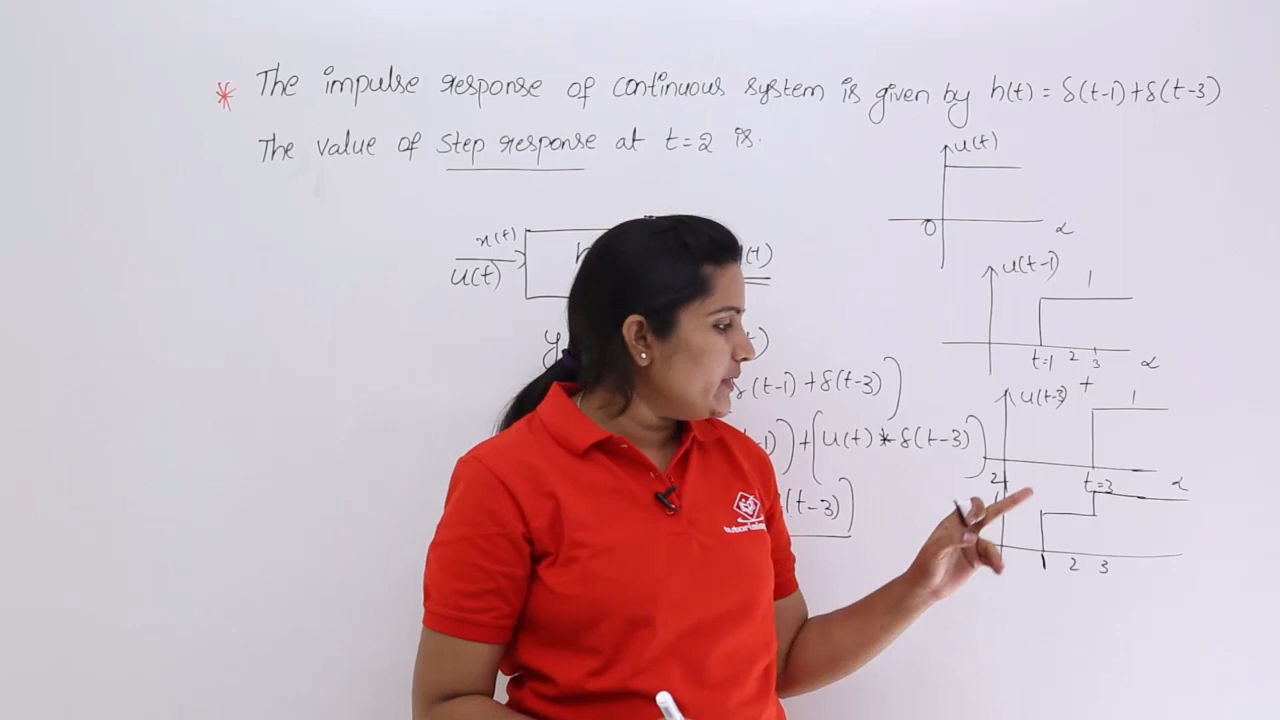 * The impulse response of continuous system is given by h(t) = δ(t-1)+δ(t-3)
The value of step response at t=2 is.
x(t)
u(t)
h
(t)
y
t)
δ(t-1) + δ(t-3))
-1)) + (u(t) * δ(t-3))
(t-3))
u(t)
0
α
u(t-1)
1
t=1 2 3 α
+
u(t-3)
1
t=3 α
2
1
1 2 3